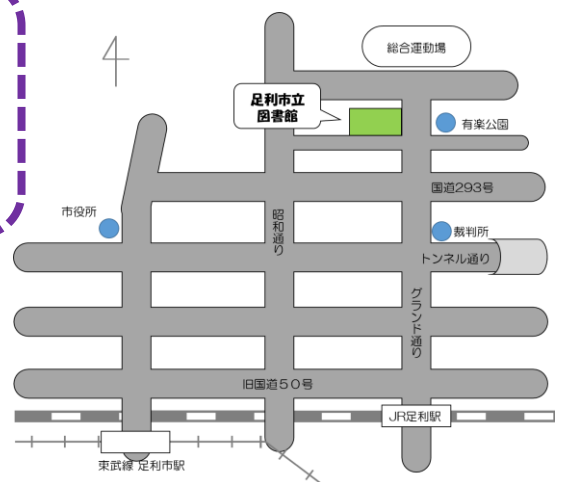 総合運動場
足利市立
図書館
有楽公園
国道293号
市役所
昭和通り
裁判所
トンネル通り
グランド通り
旧国道50号
JR足利駅
東武線 足利市駅